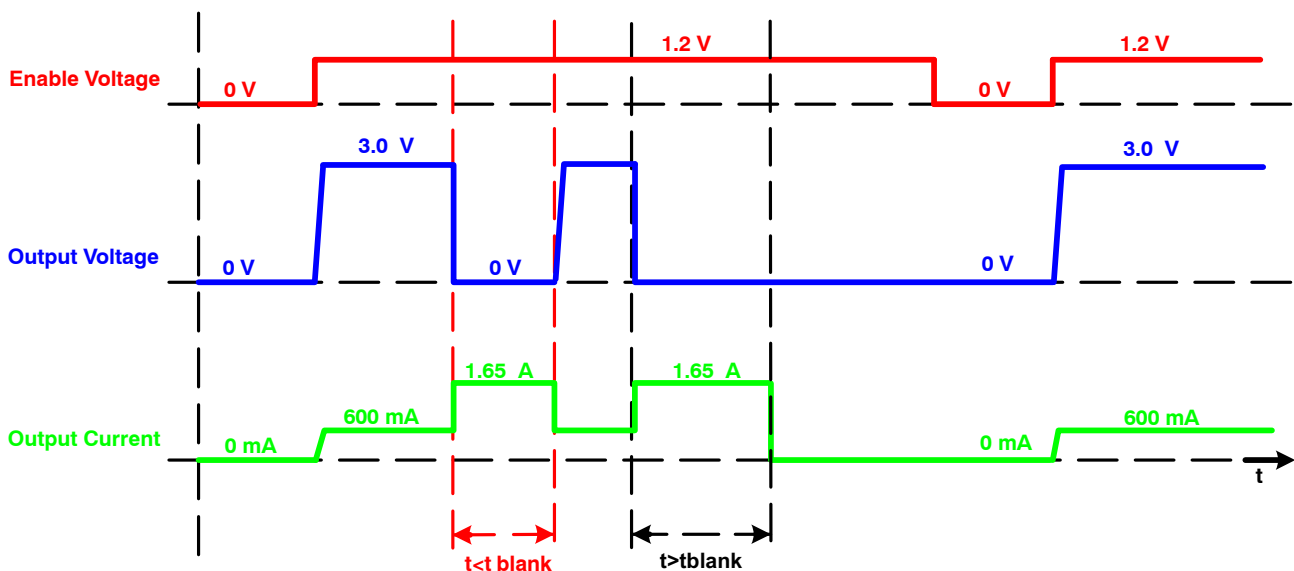 1.2 V
1.2 V
Enable Voltage
0 V
0 V
3.0 V
3.0 V
Output Voltage
0 V
0 V
0 V
1.65 A
1.65 A
600 mA
600 mA
Output Current
0 mA
0 mA
t
t<t blank
t>tblank